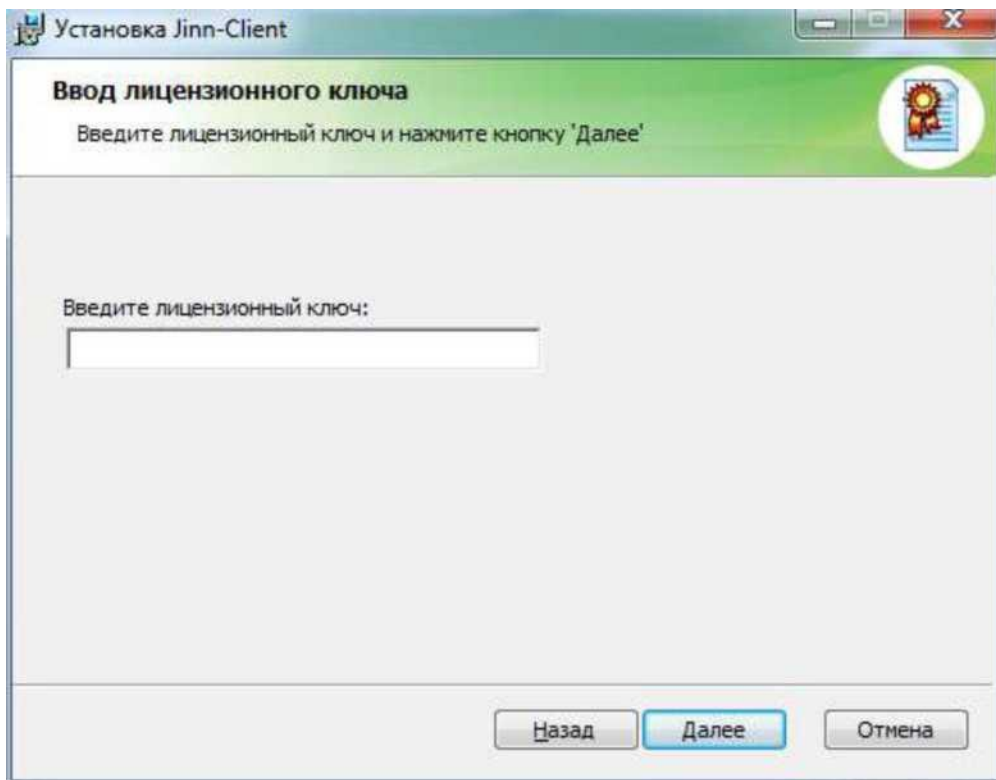 Установка Jinn-Client
Ввод лицензионного ключа
Введите лицензионный ключ и нажмите кнопку 'Далее'
Введите лицензионный ключ:
Назад Далее Отмена